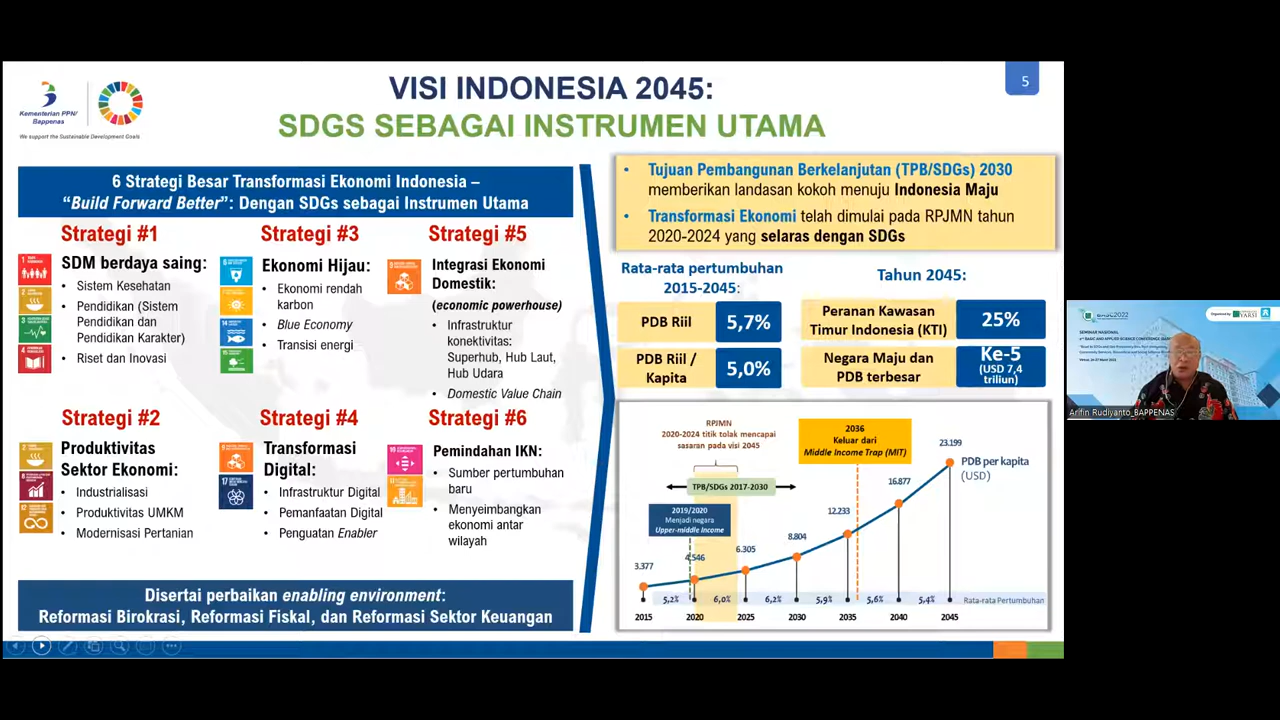 Kementerian PPN/
Bappenas
We support the Sustainable Development Goals
VISI INDONESIA 2045:
SDGS SEBAGAI INSTRUMEN UTAMA
5
6 Strategi Besar Transformasi Ekonomi Indonesia –
“Build Forward Better”: Dengan SDGs sebagai Instrumen Utama
Strategi #1
SDM berdaya saing:
• Sistem Kesehatan
• Pendidikan (Sistem
Pendidikan dan
Pendidikan Karakter)
• Riset dan Inovasi
Strategi #3
Ekonomi Hijau:
• Ekonomi rendah
karbon
• Blue Economy
• Transisi energi
Strategi #5
Integrasi Ekonomi
Domestik:
(economic powerhouse)
• Infrastruktur
konektivitas:
Superhub, Hub Laut,
Hub Udara
• Domestic Value Chain
Strategi #2
Produktivitas
Sektor Ekonomi:
• Industrialisasi
• Produktivitas UMKM
• Modernisasi Pertanian
Strategi #4
Transformasi
Digital:
• Infrastruktur Digital
• Pemanfaatan Digital
• Penguatan Enabler
Strategi #6
Pemindahan IKN:
• Sumber pertumbuhan
baru
• Menyeimbangkan
ekonomi antar
wilayah
Disertai perbaikan enabling environment:
Reformasi Birokrasi, Reformasi Fiskal, dan Reformasi Sektor Keuangan
• Tujuan Pembangunan Berkelanjutan (TPB/SDGs) 2030
memberikan landasan kokoh menuju Indonesia Maju
• Transformasi Ekonomi telah dimulai pada RPJMN tahun
2020-2024 yang selaras dengan SDGs
Rata-rata pertumbuhan
2015-2045:
PDB Riil 5,7%
PDB Riil /
Kapita
5,0%
Tahun 2045:
Peranan Kawasan
Timur Indonesia (KTI)
25%
Negara Maju dan
PDB terbesar
Ke-5
(USD 7,4
triliun)
RPJMN
2020-2024 titik tolak mencapai
sasaran pada visi 2045
2036
Keluar dari
Middle Income Trap (MIT)
TPB/SDGs 2017-2030
2019/2020
Menjadi negara
Upper-middle Income
PDB per kapita
(USD)
3.377 4.546 6.305 8.804 12.233 16.877 23.199
5,2% 6,0% 6,2% 5,9% 5,6% 5,4% Rata-rata Pertumbuhan
2015 2020 2025 2030 2035 2040 2045
BASC2022
Organized by
YARSI
SEMINAR NASIONAL
Arifin Rudiyanto_BAPPENAS